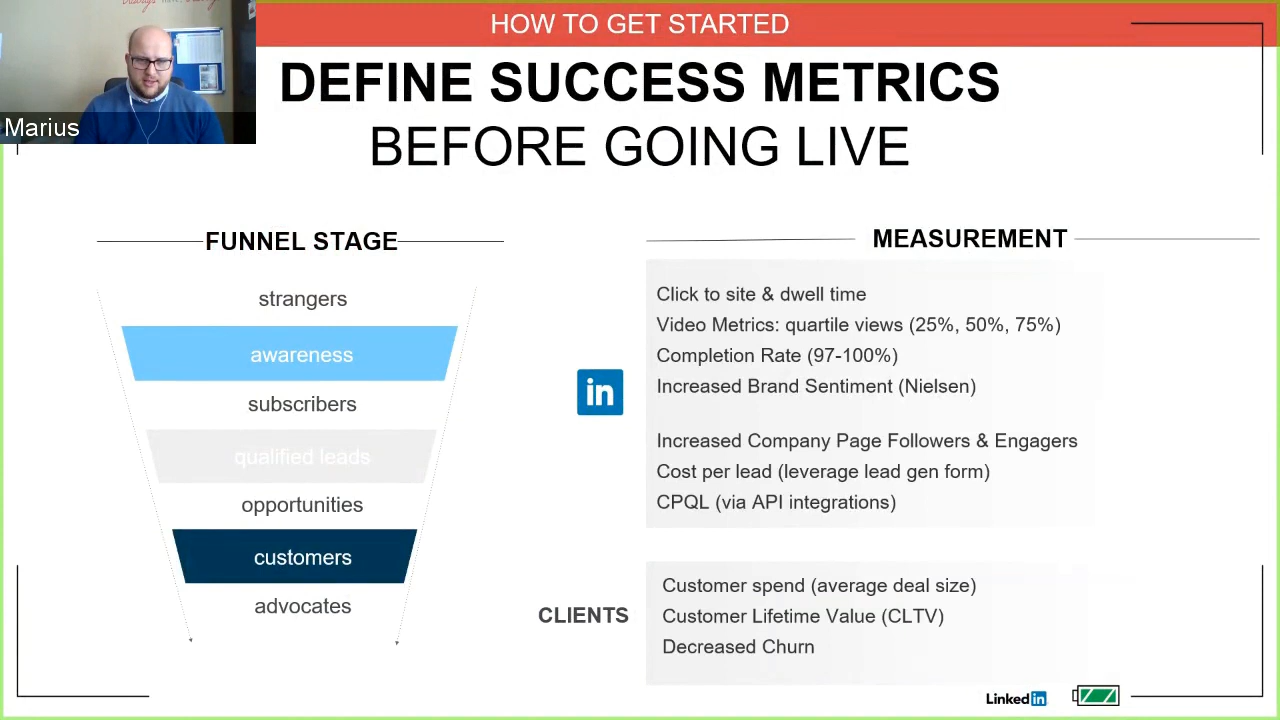 HOW TO GET STARTED
DEFINE SUCCESS METRICS
BEFORE GOING LIVE
Marius
FUNNEL STAGE
strangers
awareness
subscribers
qualified leads
opportunities
customers
advocates
MEASUREMENT
in
Click to site & dwell time
Video Metrics: quartile views (25%, 50%, 75%)
Completion Rate (97-100%)
Increased Brand Sentiment (Nielsen)
Increased Company Page Followers & Engagers
Cost per lead (leverage lead gen form)
CPQL (via API integrations)
CLIENTS
Customer spend (average deal size)
Customer Lifetime Value (CLTV)
Decreased Churn
Linked in